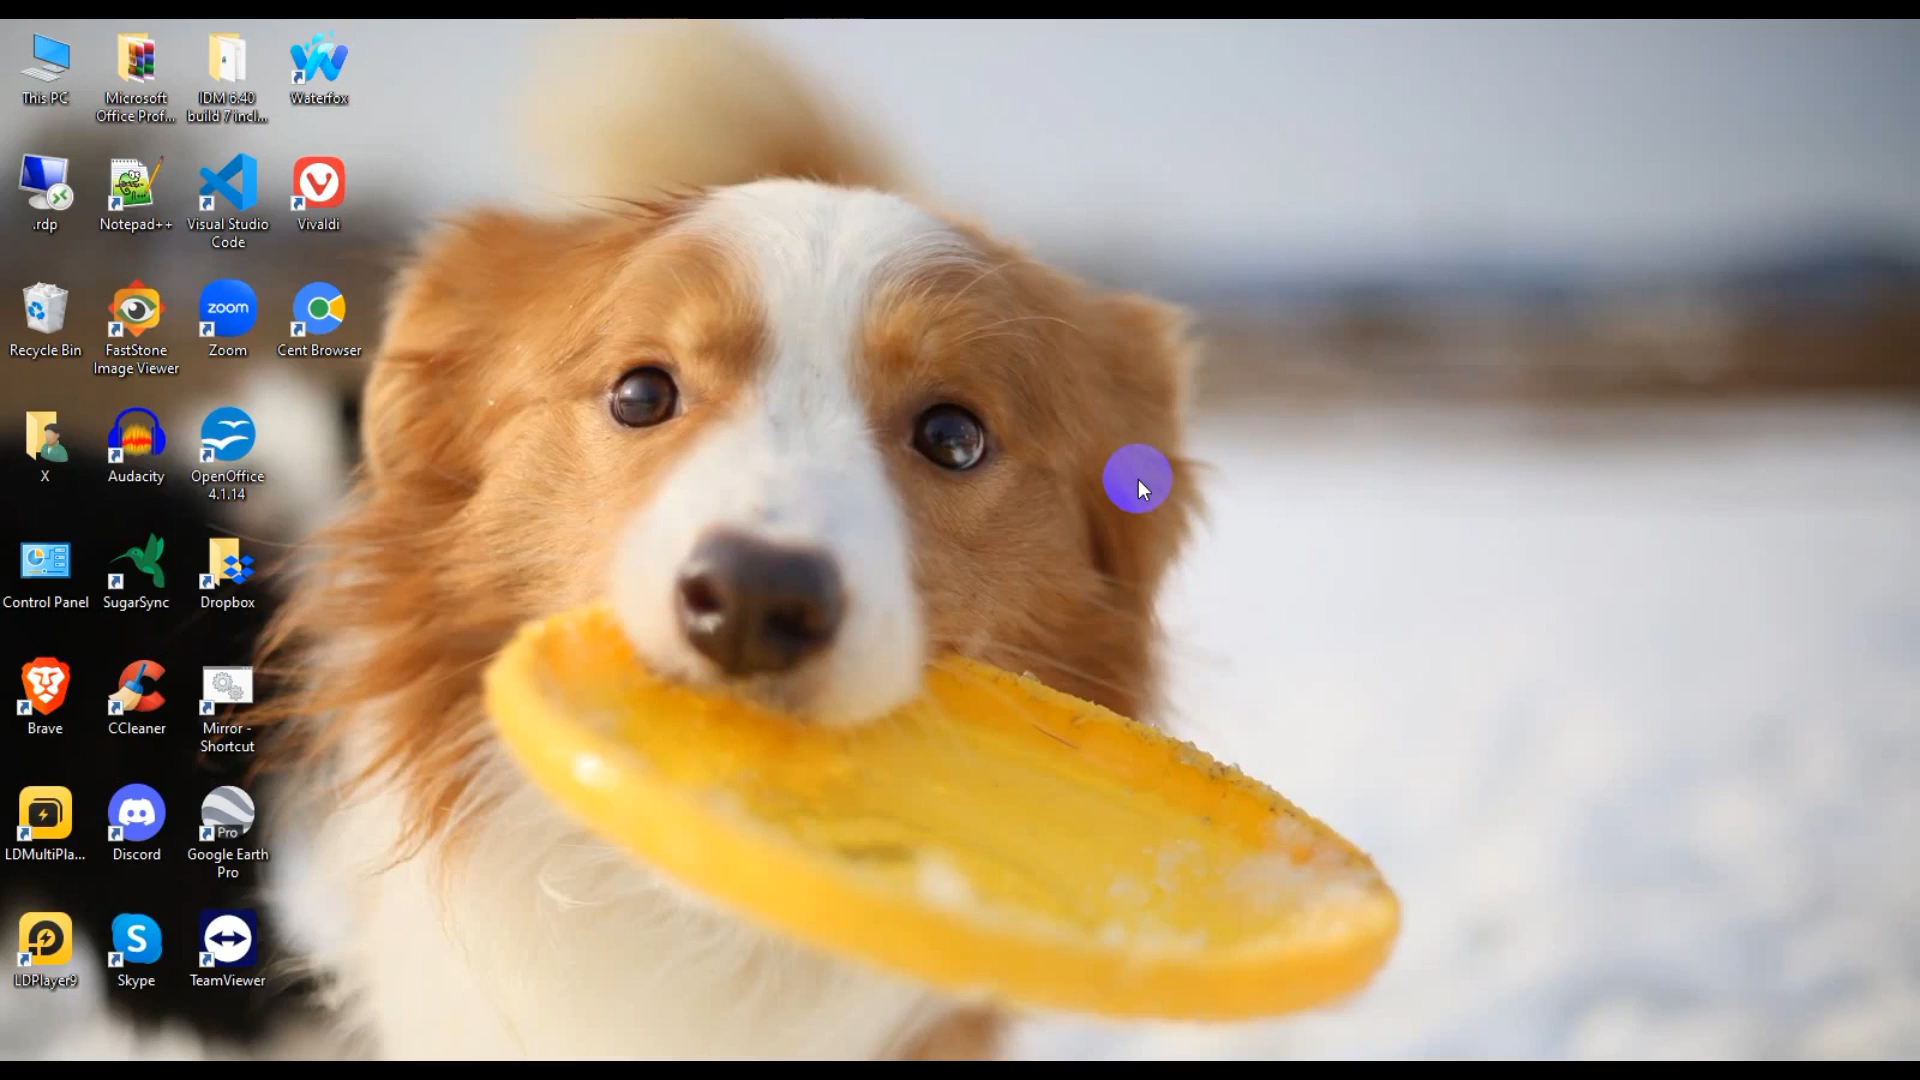 This PC
Microsoft
Office Prof...
IDM 6.40
build 7 incl...
Waterfox
.rdp
Notepad++
Visual Studio
Code
Vivaldi
Recycle Bin
FastStone
Image Viewer
zoom
Zoom
Cent Browser
X
Audacity
OpenOffice
4.1.14
Control Panel
SugarSync
Dropbox
Brave
CCleaner
Mirror -
Shortcut
LDMultiPla...
Discord
Pro
Google Earth
Pro
LDPlayer9
S
Skype
TeamViewer